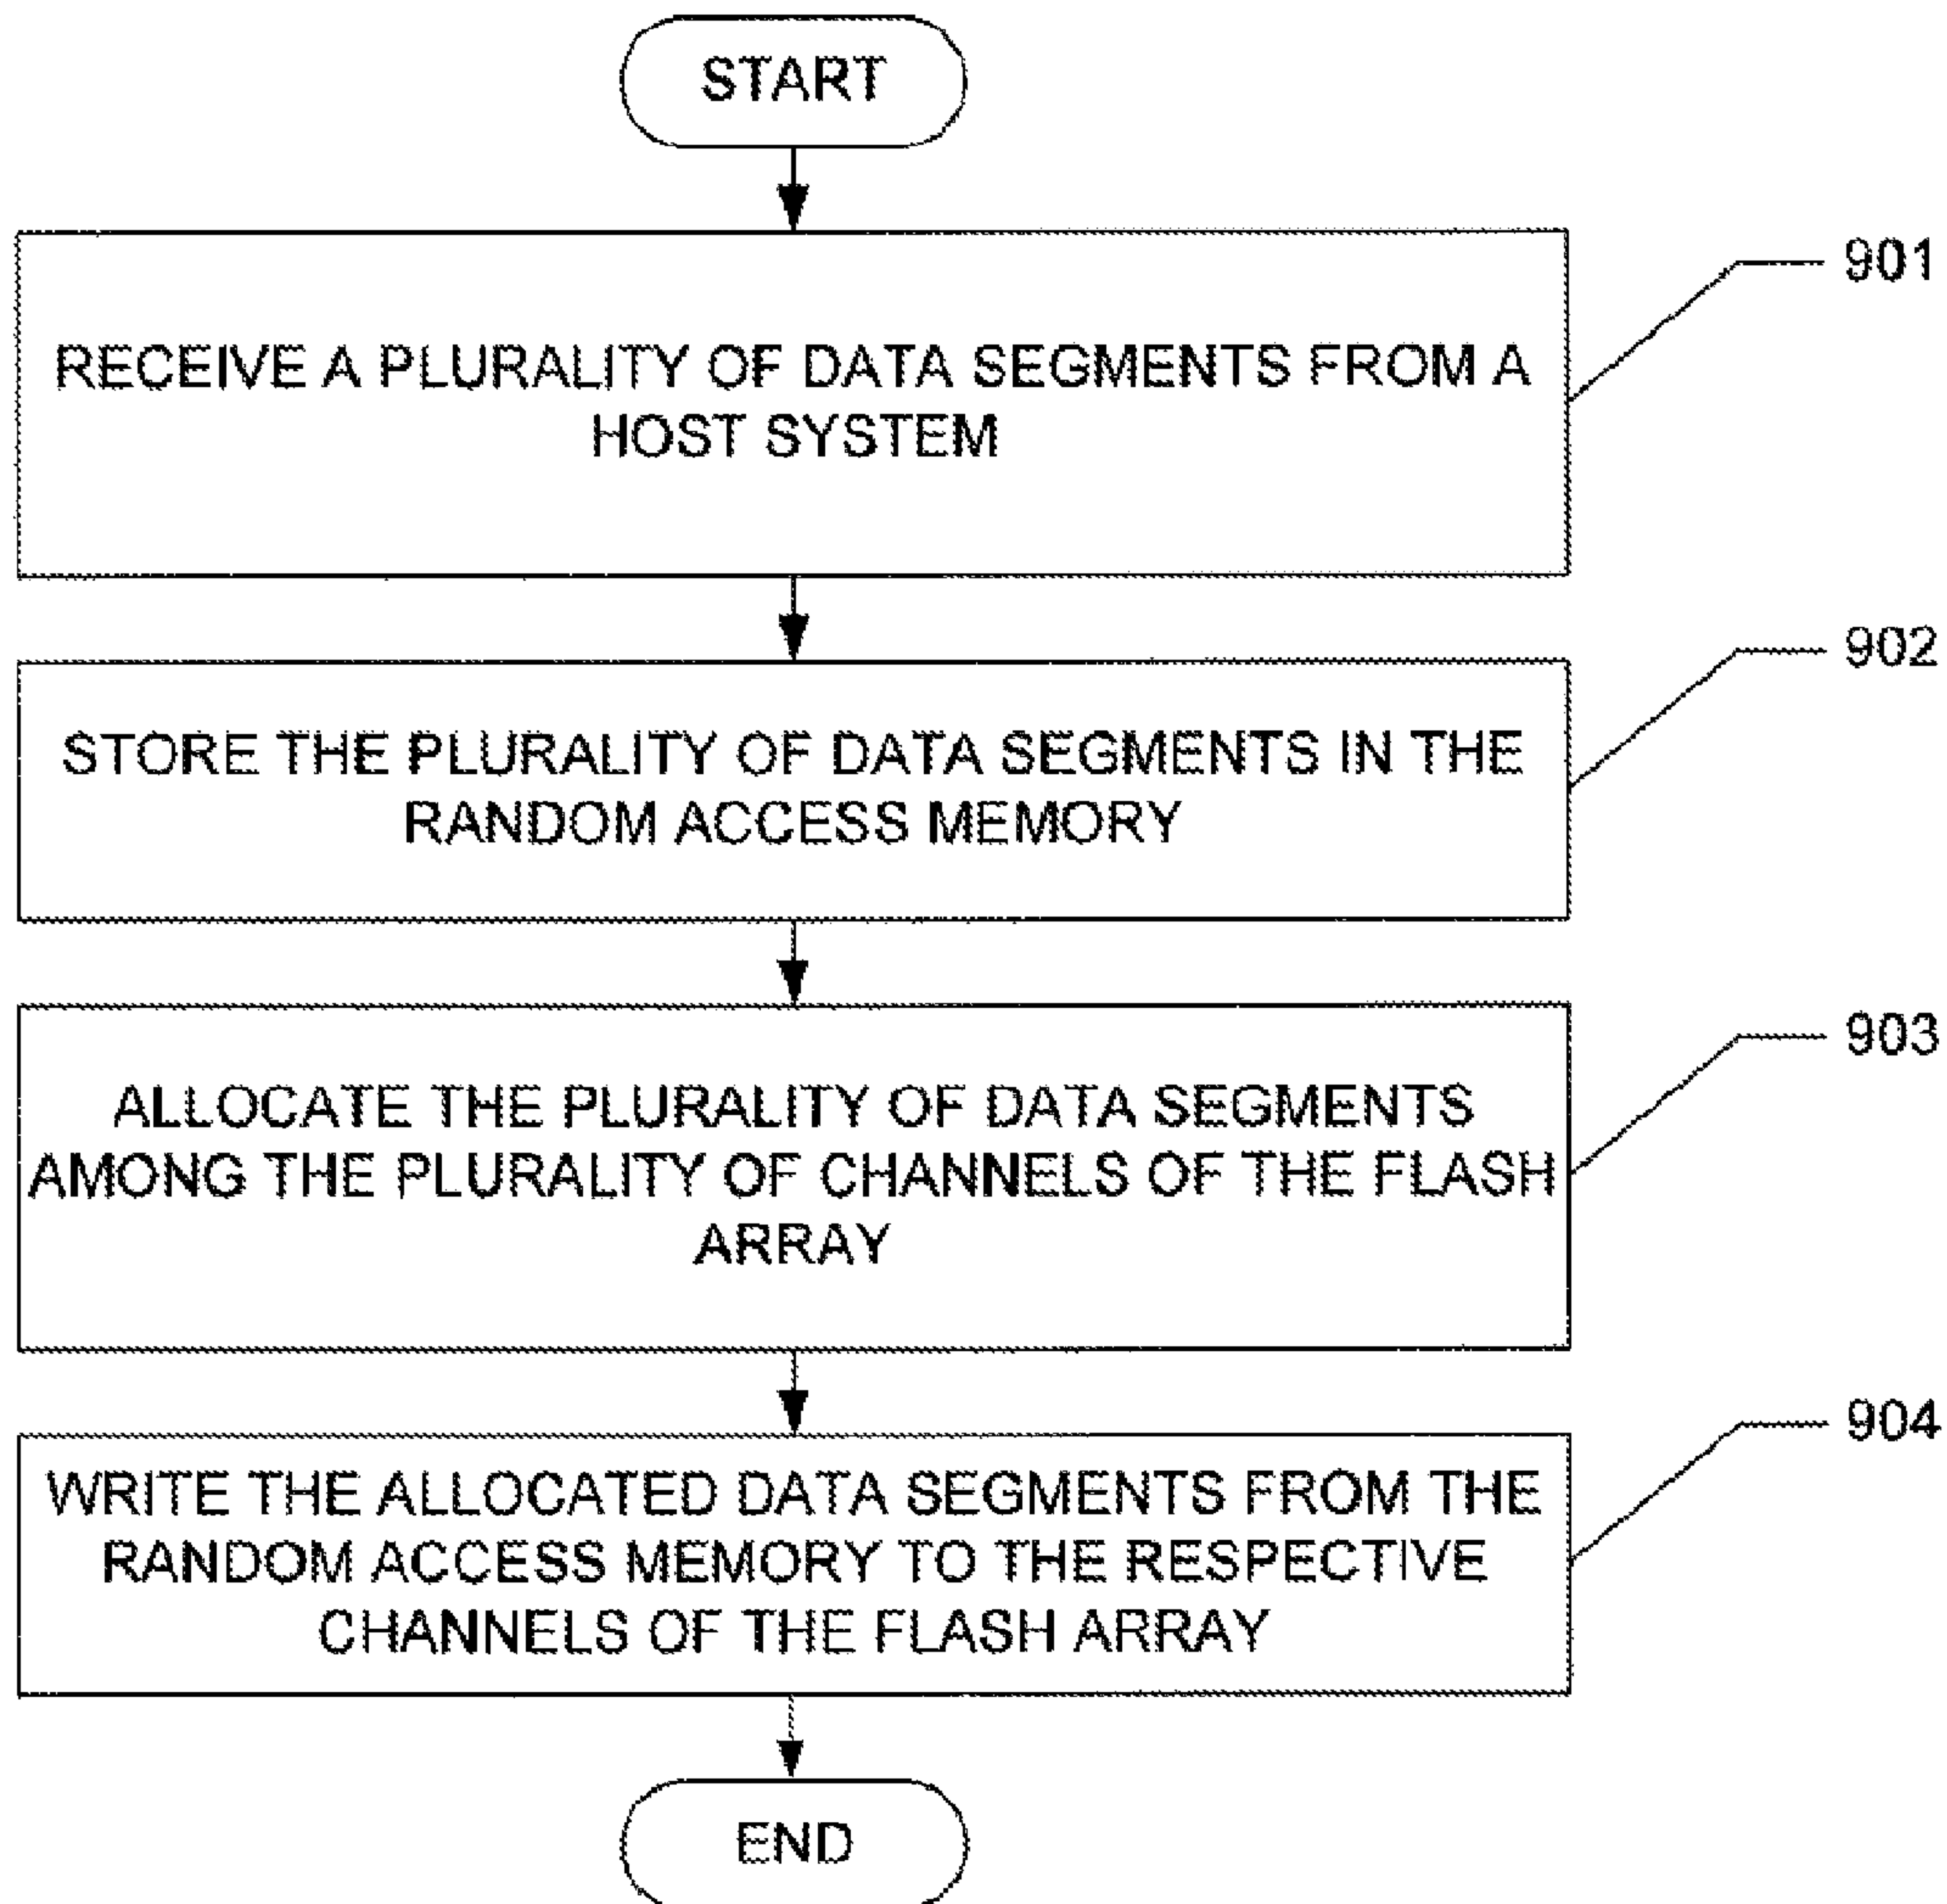 START
901
RECEIVE A PLURALITY OF DATA SEGMENTS FROM A
HOST SYSTEM
902
STORE THE PLURALITY OF DATA SEGMENTS IN THE
RANDOM ACCESS MEMORY
903
ALLOCATE THE PLURALITY OF DATA SEGMENTS
AMONG THE PLURALITY OF CHANNELS OF THE FLASH
ARRAY
904
WRITE THE ALLOCATED DATA SEGMENTS FROM THE
RANDOM ACCESS MEMORY TO THE RESPECTIVE
CHANNELS OF THE FLASH ARRAY
END